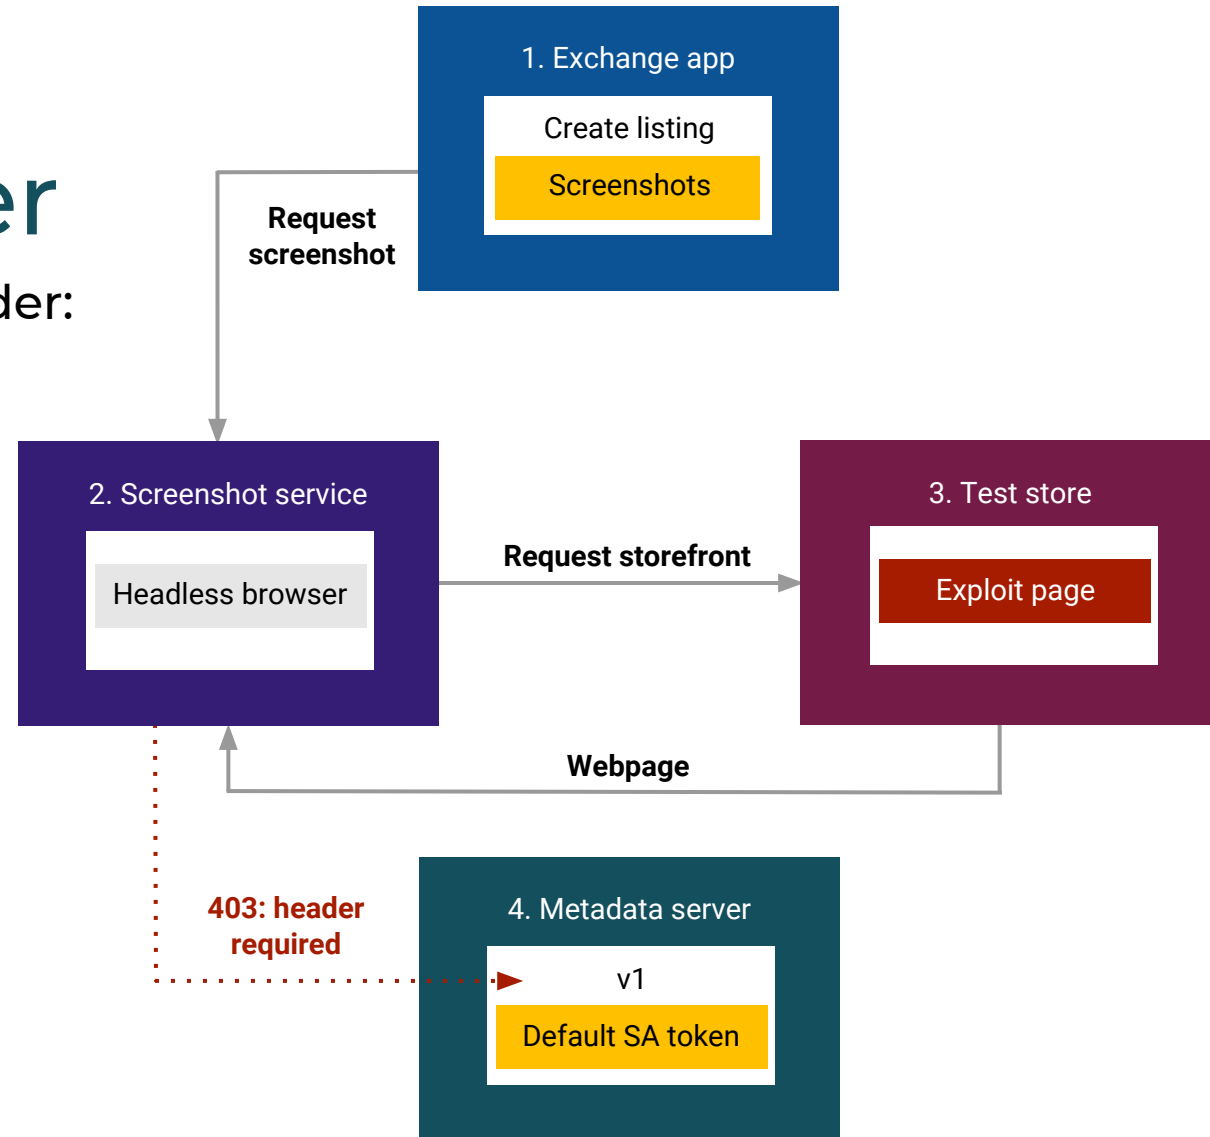 1. Exchange app
Create listing
Screenshots
er
der:
Request
screenshot
2. Screenshot service
Headless browser
Request storefront
3. Test store
Exploit page
Webpage
403: header
required
4. Metadata server
v1
Default SA token